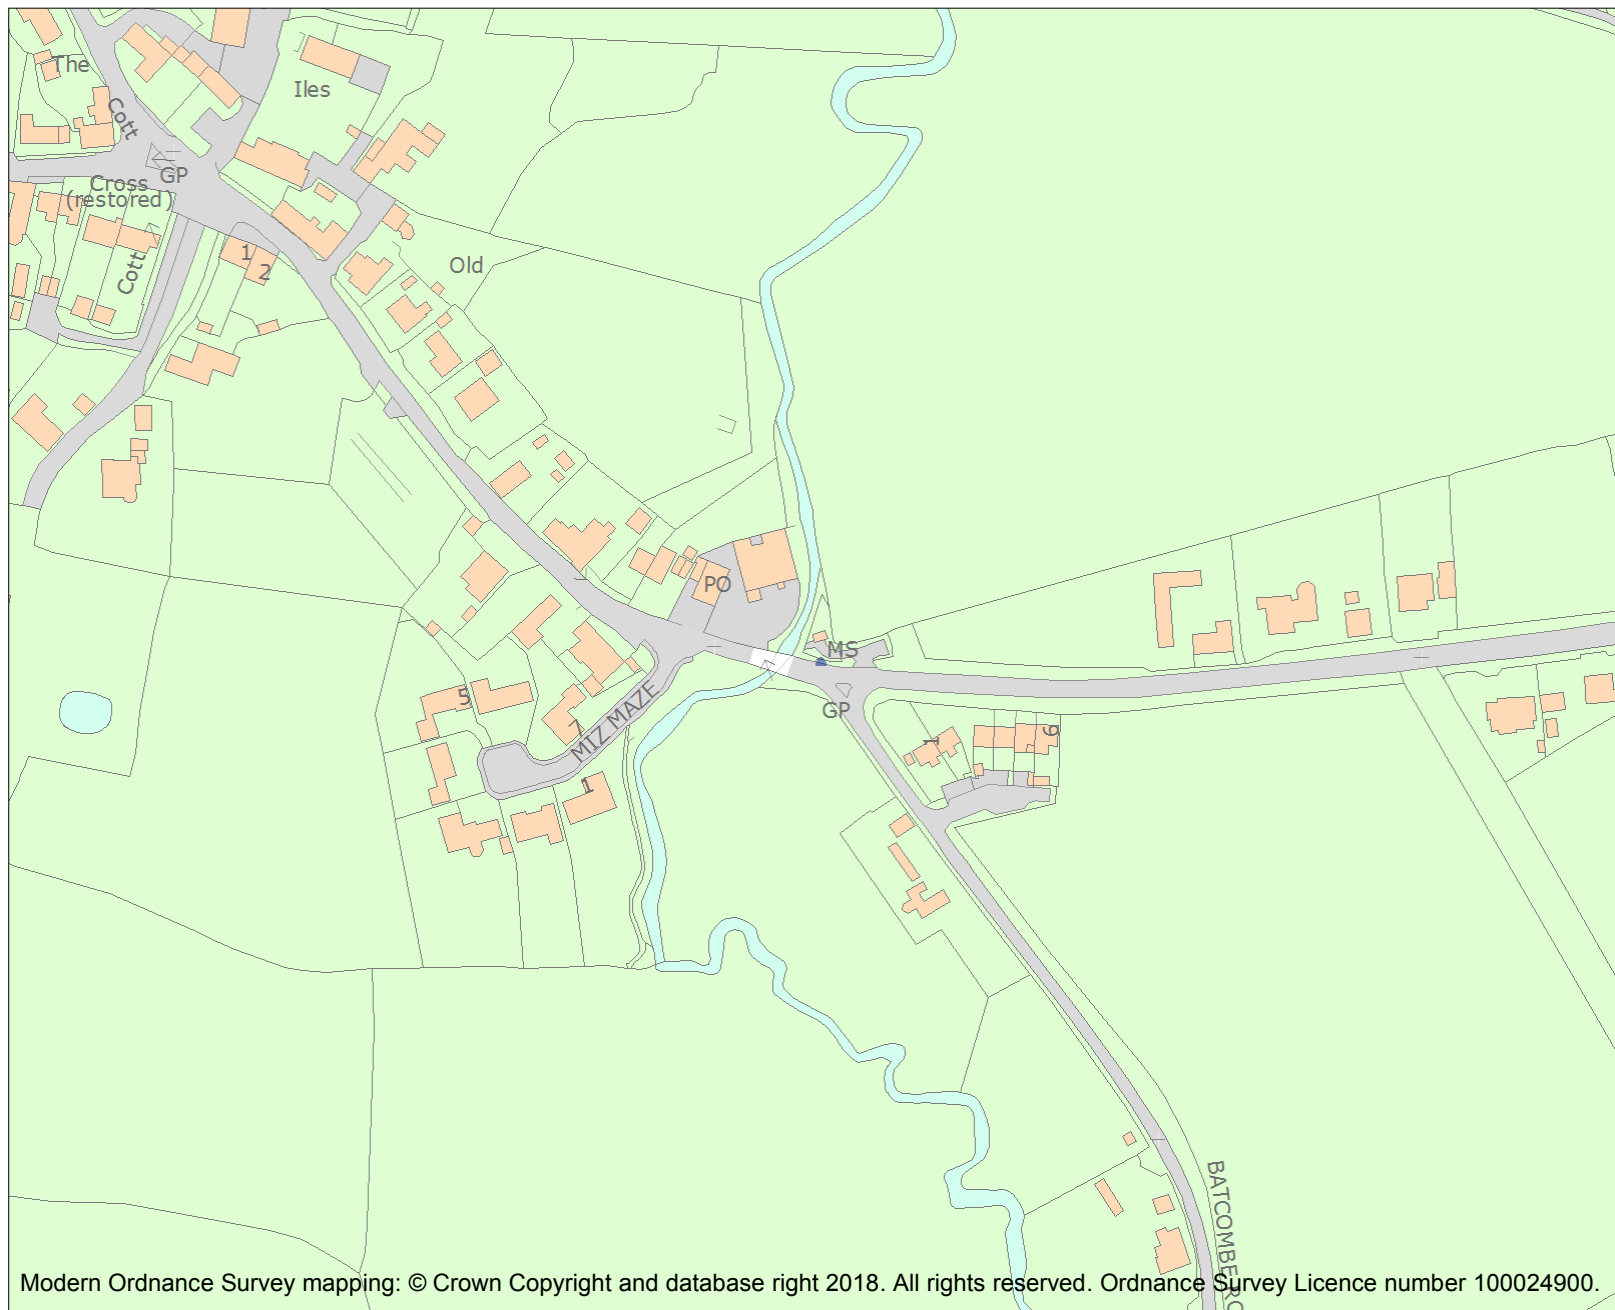 The
Iles
Cott
GP
Cross
(restored)
1
2
Old
Cott
PO
MS
5
7
MIZ MAZE
GP
1
6
1
BATCOMBE RO
Modern Ordnance Survey mapping: © Crown Copyright and database right 2018. All rights reserved. Ordnance Survey Licence number 100024900.